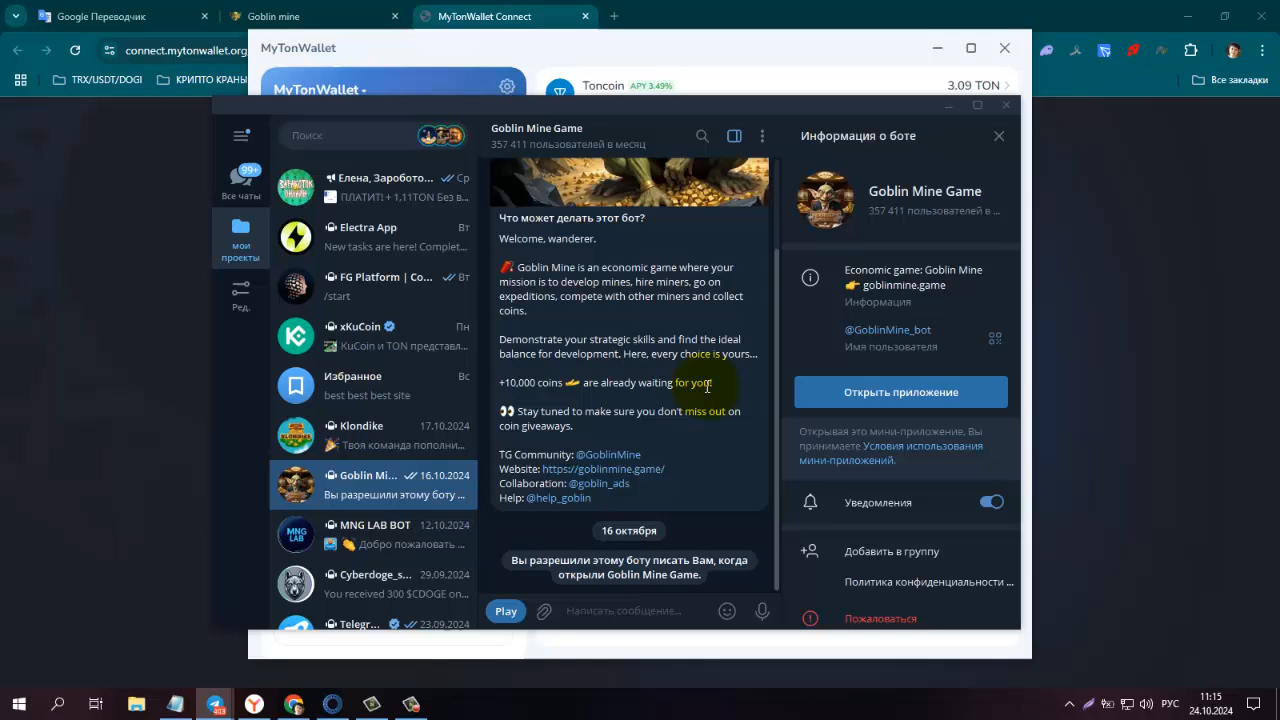 Google Переводчик
Goblin mine
MyTonWallet Connect
connect.mytonwallet.org
TRX/USDT/DOGI
КРИПТО КРАНЫ
Все закладки
MyTonWallet
MyTonWallet
Toncoin APY 3.49%
3.09 TON
Поиск
99+
Все чаты
мои
проекты
Ред.
Елена, Заробото... Ср
ПЛАТИТ! + 1,11TON Без в...
Electra App Вт
New tasks are here! Complet...
FG Platform | Co... Вт
/start
xKuCoin Пн
KuCoin и TON представл...
Избранное Вс
best best best site
Klondike 17.10.2024
Твоя команда пополни...
Goblin Mi... 16.10.2024
Вы разрешили этому боту ...
MNG LAB
MNG LAB BOT 12.10.2024
Добро пожаловать ...
Cyberdoge_s... 29.09.2024
You received 300 $CDOGE on...
Telegr... 23.09.2024
Goblin Mine Game
357 411 пользователей в месяц
Что может делать этот бот?
Welcome, wanderer.
Goblin Mine is an economic game where your
mission is to develop mines, hire miners, go on
expeditions, compete with other miners and collect
coins.
Demonstrate your strategic skills and find the ideal
balance for development. Here, every choice is yours...
+10,000 coins are already waiting for you!
Stay tuned to make sure you don't miss out on
coin giveaways.
TG Community: @GoblinMine
Website: https://goblinmine.game/
Collaboration: @goblin_ads
Help: @help_goblin
16 октября
Вы разрешили этому боту писать Вам, когда
открыли Goblin Mine Game.
Play
Написать сообщение...
Информация о боте
Goblin Mine Game
357 411 пользователей в ...
Economic game: Goblin Mine
goblinmine.game
Информация
@GoblinMine_bot
Имя пользователя
Открыть приложение
Открывая это мини-приложение, Вы
принимаете Условия использования
мини-приложений.
Уведомления
Добавить в группу
Политика конфиденциальности ...
Пожаловаться
403
РУС
11:15
24.10.2024